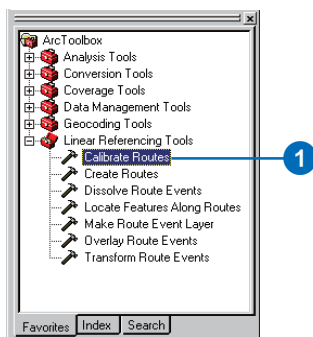 ArcToolbox
Analysis Tools
Conversion Tools
Coverage Tools
Data Management Tools
Geocoding Tools
Linear Referencing Tools
Calibrate Routes
1
Create Routes
Dissolve Route Events
Locate Features Along Routes
Make Route Event Layer
Overlay Route Events
Transform Route Events
Favorites Index Search